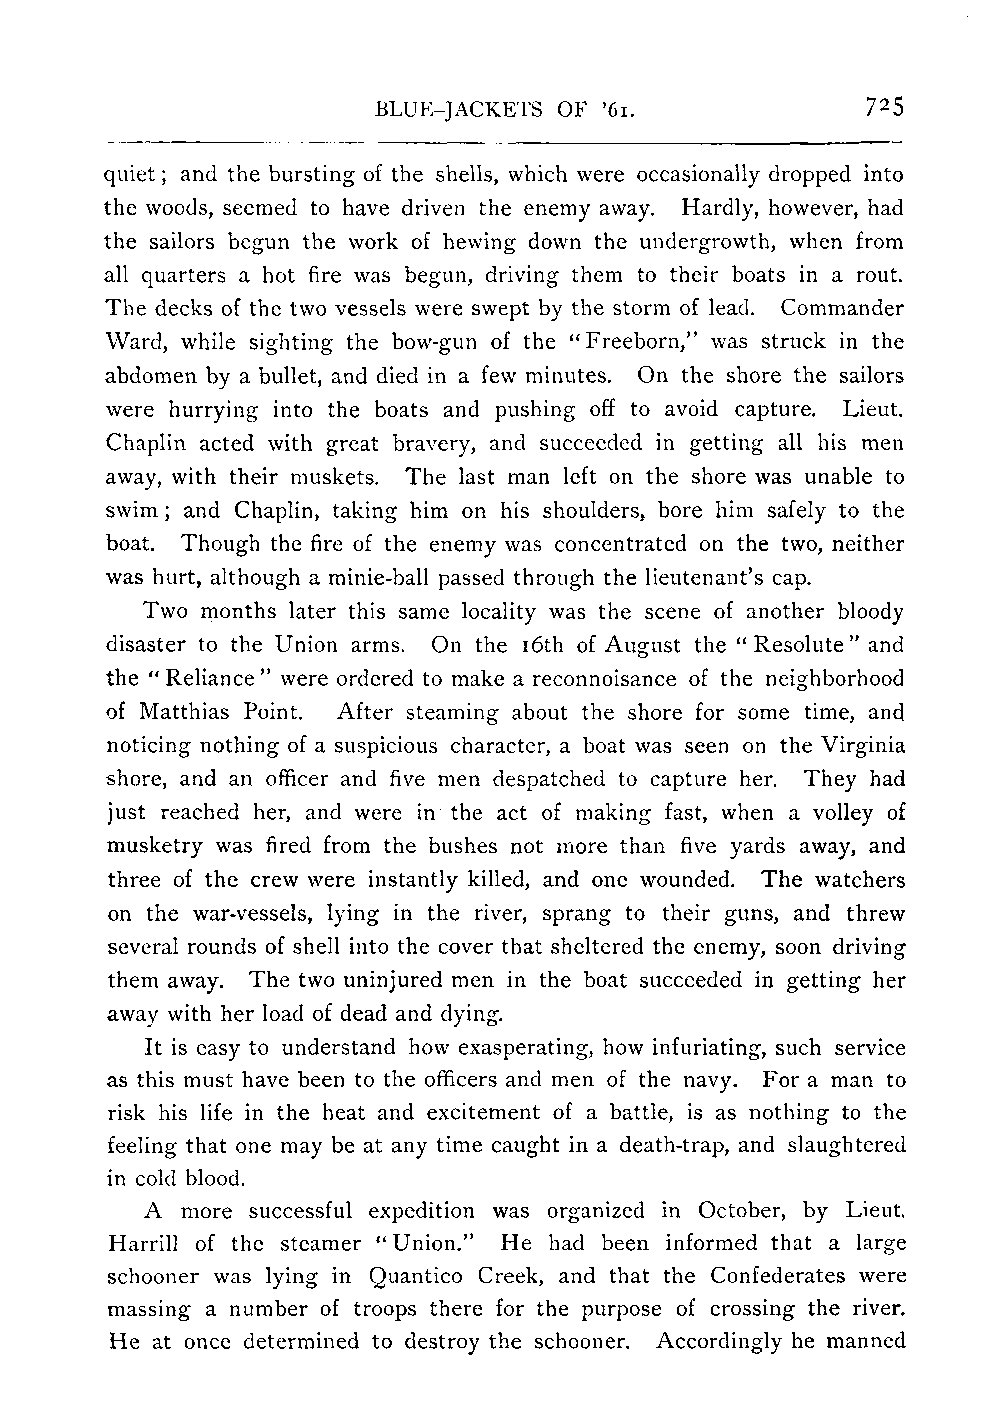 BLUE-JACKETS OF '61. 725
quiet; and the bursting of the shells, which were occasionally dropped into
the woods, seemed to have driven the enemy away. Hardly, however, had
the sailors begun the work of hewing down the undergrowth, when from
all quarters a hot fire was begun, driving them to their boats in a rout.
The decks of the two vessels were swept by the storm of lead. Commander
Ward, while sighting the bow-gun of the "Freeborn," was struck in the
abdomen by a bullet, and died in a few minutes. On the shore the sailors
were hurrying into the boats and pushing off to avoid capture. Lieut.
Chaplin acted with great bravery, and succeeded in getting all his men
away, with their muskets. The last man left on the shore was unable to
swim; and Chaplin, taking him on his shoulders, bore him safely to the
boat. Though the fire of the enemy was concentrated on the two, neither
was hurt, although a minie-ball passed through the lieutenant's cap.
Two months later this same locality was the scene of another bloody
disaster to the Union arms. On the 16th of August the "Resolute" and
the "Reliance" were ordered to make a reconnoisance of the neighborhood
of Matthias Point. After steaming about the shore for some time, and
noticing nothing of a suspicious character, a boat was seen on the Virginia
shore, and an officer and five men despatched to capture her. They had
just reached her, and were in the act of making fast, when a volley of
musketry was fired from the bushes not more than five yards away, and
three of the crew were instantly killed, and one wounded. The watchers
on the war-vessels, lying in the river, sprang to their guns, and threw
several rounds of shell into the cover that sheltered the enemy, soon driving
them away. The two uninjured men in the boat succeeded in getting her
away with her load of dead and dying.
It is easy to understand how exasperating, how infuriating, such service
as this must have been to the officers and men of the navy. For a man to
risk his life in the heat and excitement of a battle, is as nothing to the
feeling that one may be at any time caught in a death-trap, and slaughtered
in cold blood.
A more successful expedition was organized in October, by Lieut.
Harrill of the steamer "Union." He had been informed that a large
schooner was lying in Quantico Creek, and that the Confederates were
massing a number of troops there for the purpose of crossing the river.
He at once determined to destroy the schooner. Accordingly he manned